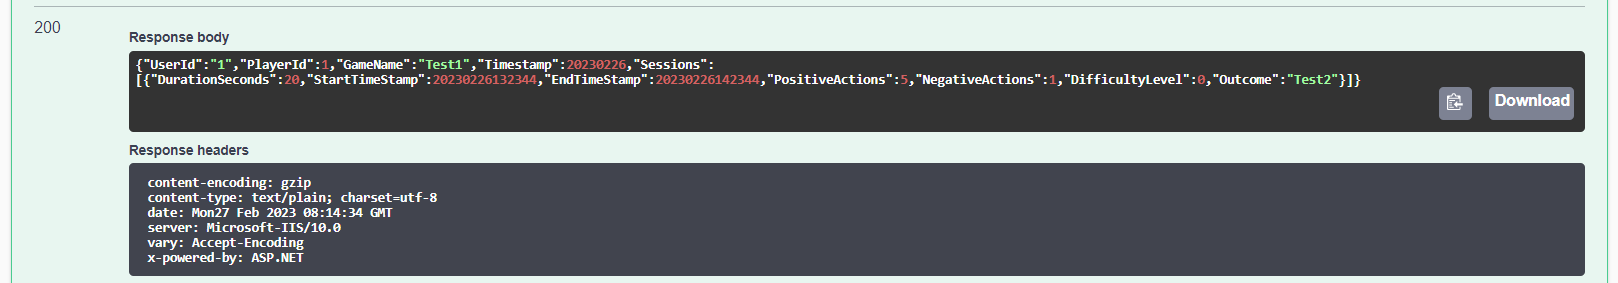 200
Response body
{"UserId":"1","PlayerId":1,"GameName":"Test1","Timestamp":20230226,"Sessions":
[{"DurationSeconds":20,"StartTimeStamp":20230226132344,"EndTimeStamp":20230226142344,"PositiveActions":5,"NegativeActions":1,"DifficultyLevel":0,"Outcome":"Test2"}]}
Download
Response headers
content-encoding: gzip
content-type: text/plain; charset=utf-8
date: Mon27 Feb 2023 08:14:34 GMT
server: Microsoft-IIS/10.0
vary: Accept-Encoding
x-powered-by: ASP.NET